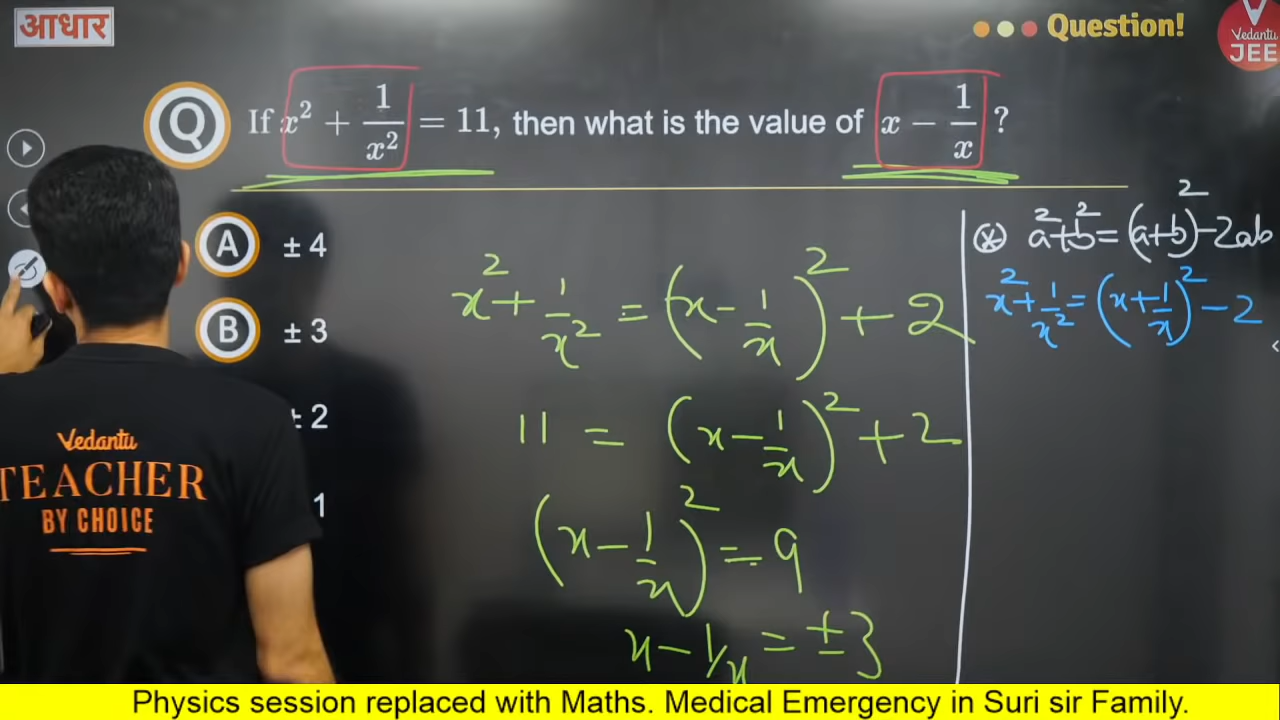 आधार
Question!
Vedantu
JEE
Q If x² + 1/x² = 11, then what is the value of x − 1/x ?
A ± 4
B ± 3
± 2
1
x² + 1/x² = (x − 1/x)² + 2
11 = (x − 1/x)² + 2
(x − 1/x)² = 9
x − 1/x = ± 3
* a² + b² = (a+b)² − 2ab
x² + 1/x² = (x + 1/x)² − 2
Vedantu
TEACHER
BY CHOICE
Physics session replaced with Maths. Medical Emergency in Suri sir Family.